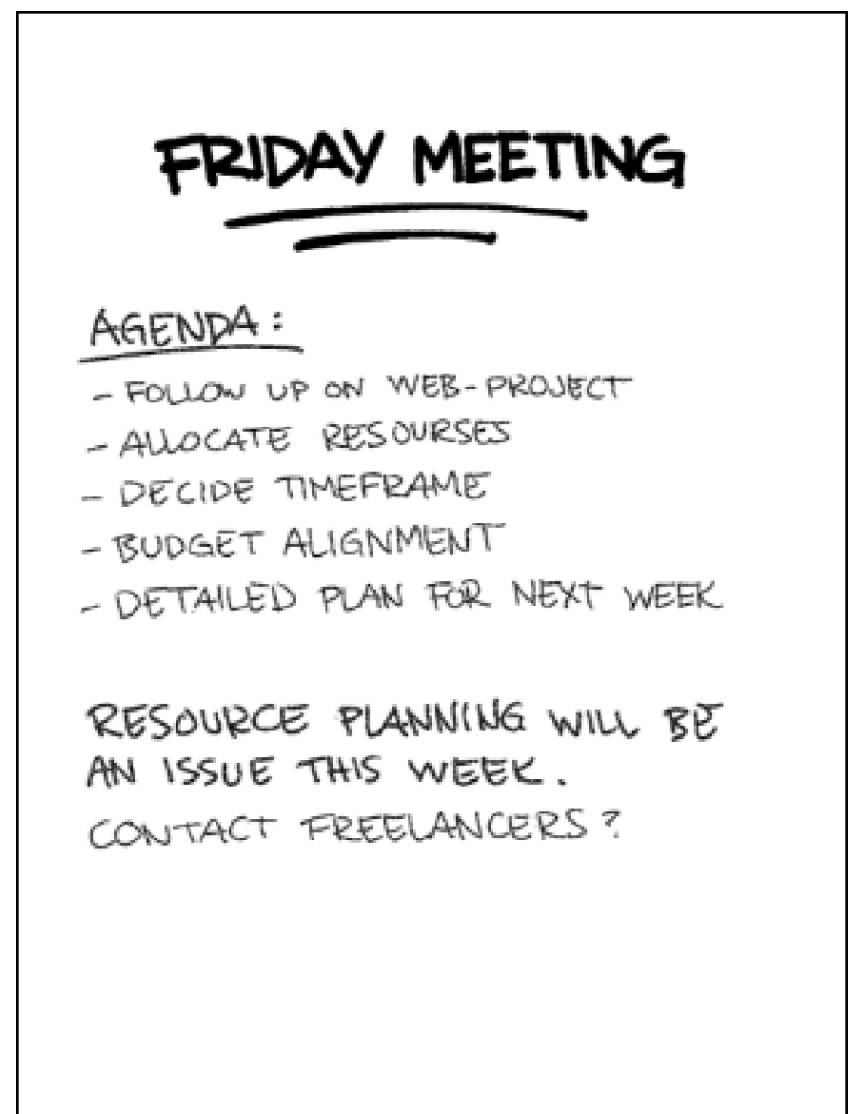 FRIDAY MEETING
AGENDA:
- FOLLOW UP ON WEB-PROJECT
- ALLOCATE RESOURSES
- DECIDE TIMEFRAME
- BUDGET ALIGNMENT
- DETAILED PLAN FOR NEXT WEEK
RESOURCE PLANNING WILL BE
AN ISSUE THIS WEEK.
CONTACT FREELANCERS?